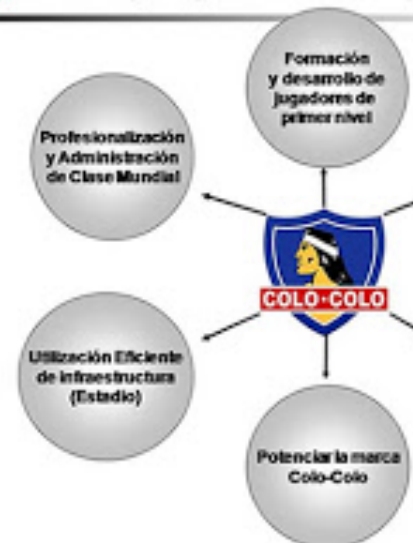 Formación
y desarrollo de
jugadores de
primer nivel
Profesionalización
y Administración
de Clase Mundial
COLO-COLO
Utilización Eficiente
de infraestructura
(Estadio)
Potenciar la marca
Colo-Colo